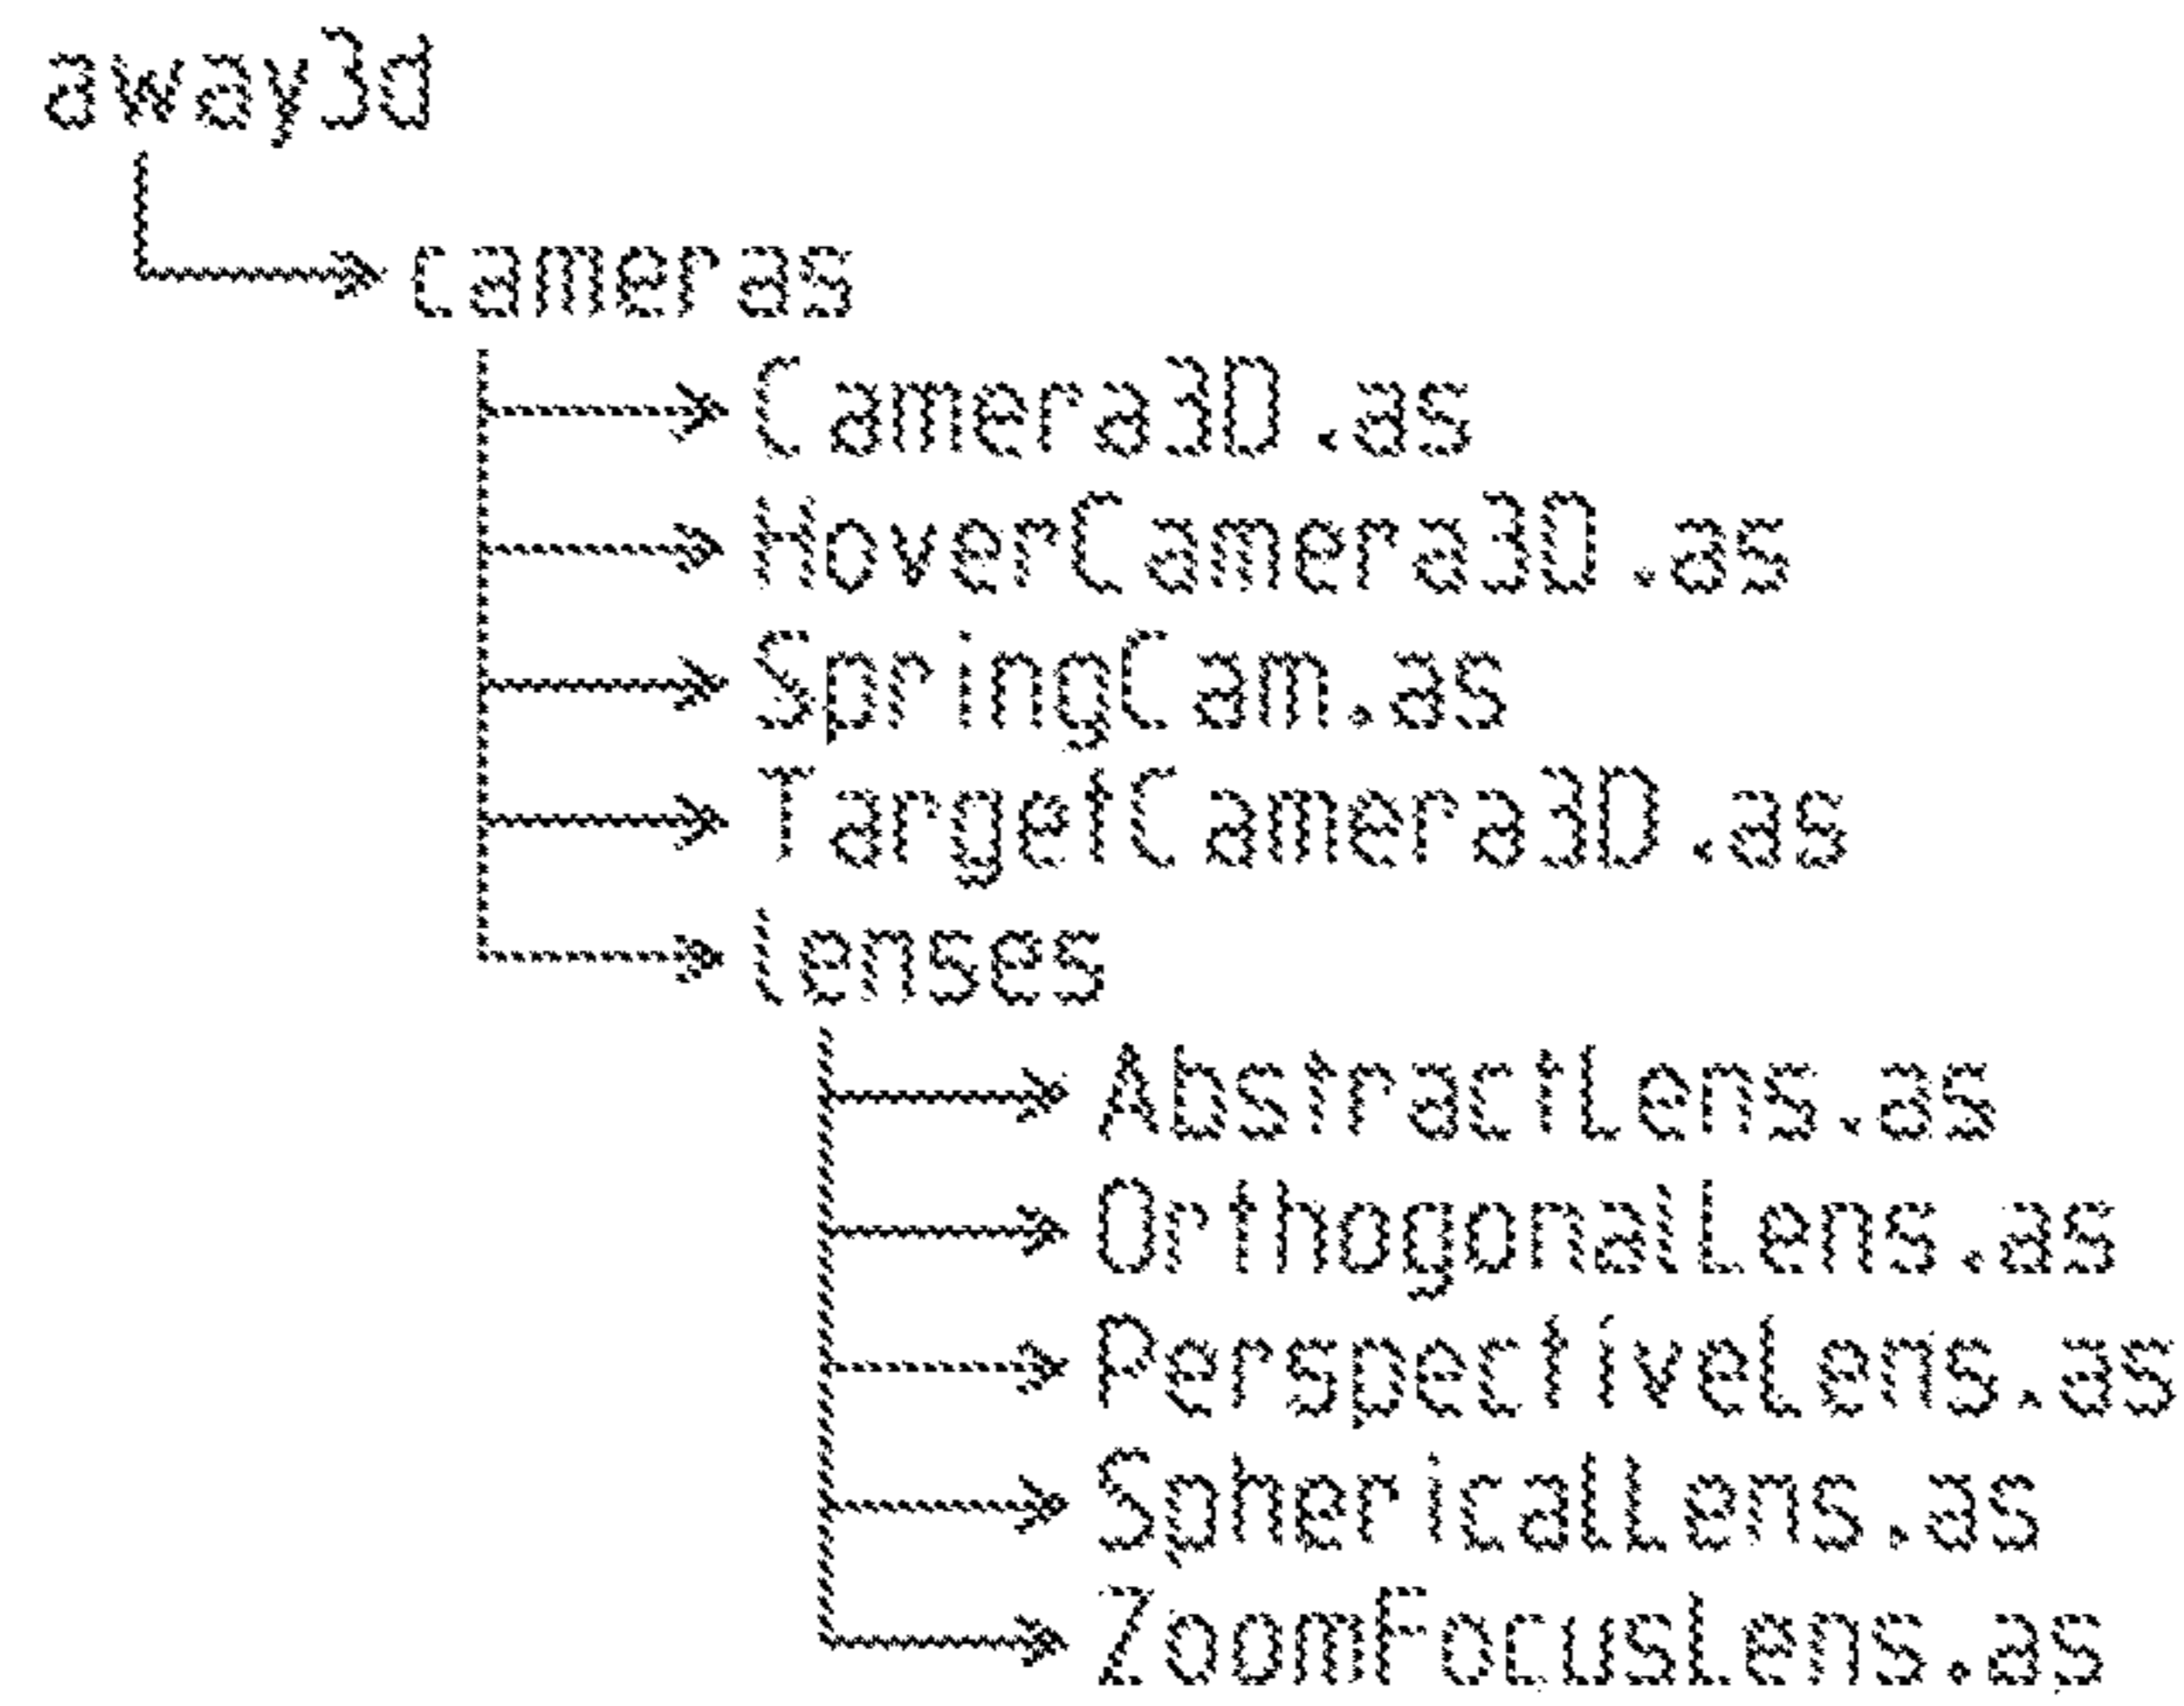 away3d
cameras
Camera3D.as
HoverCamera3D.as
SpringCam.as
TargetCamera3D.as
lenses
AbstractLens.as
OrthogonalLens.as
PerspectiveLens.as
SphericalLens.as
ZoomFocusLens.as